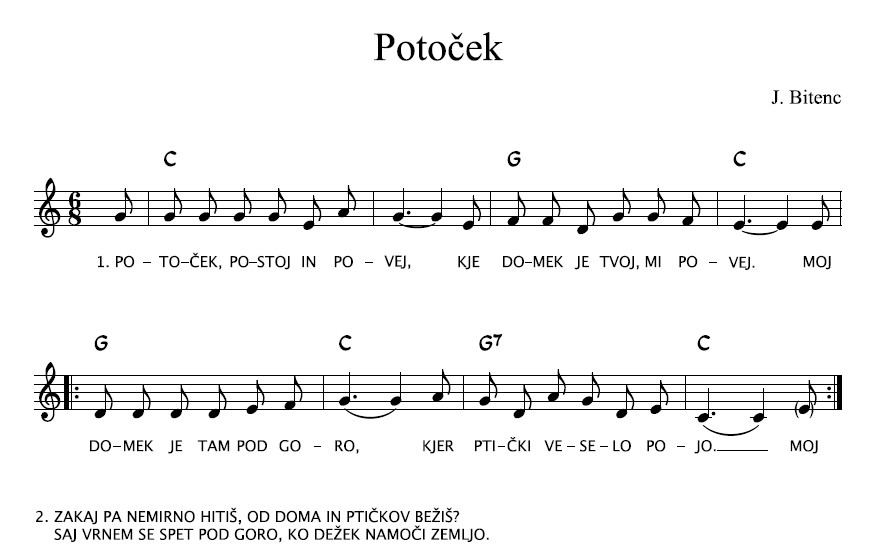 Potoček
J. Bitenc
C G C
6
8
1. PO – TO–ČEK, PO–STOJ IN PO – VEJ, KJE DO–MEK JE TVOJ, MI PO – VEJ. MOJ
G C G7 C
DO–MEK JE TAM POD GO – RO, KJER PTI–ČKI VE–SE–LO PO – JO. MOJ
2. ZAKAJ PA NEMIRNO HITIŠ, OD DOMA IN PTIČKOV BEŽIŠ?
SAJ VRNEM SE SPET POD GORO, KO DEŽEK NAMOČI ZEMLJO.